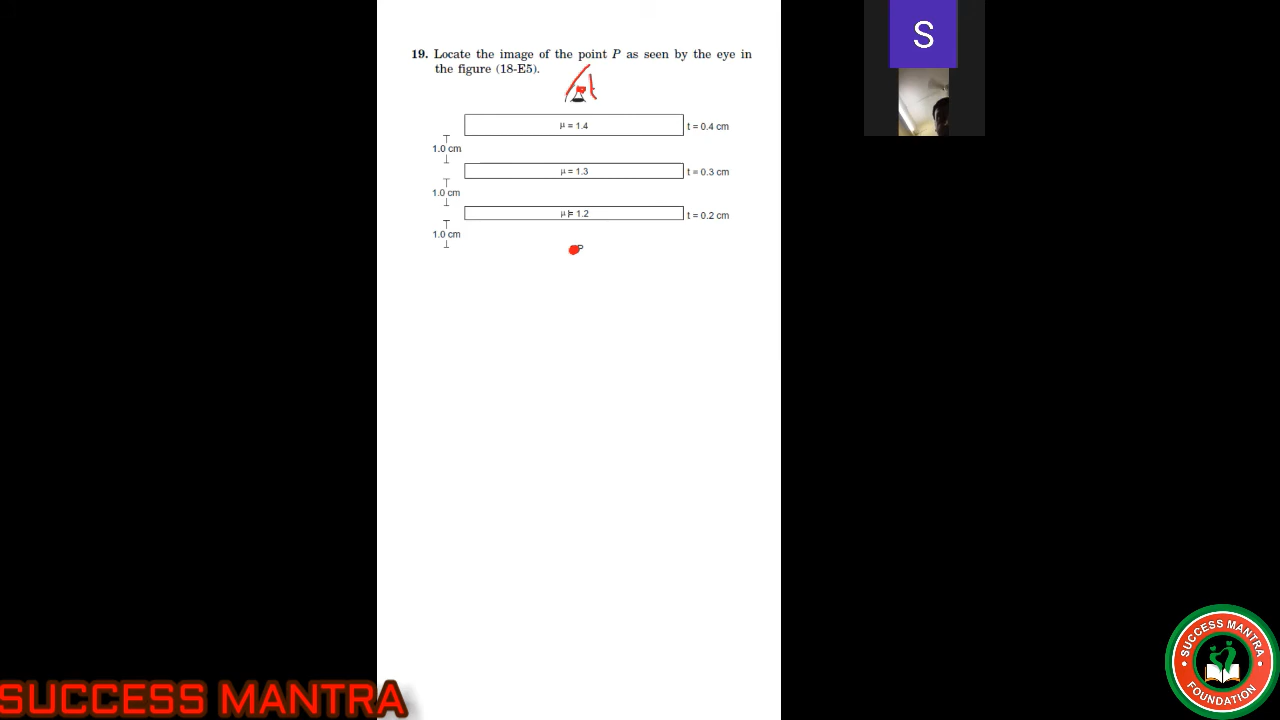 S
19. Locate the image of the point P as seen by the eye in
the figure (18-E5).
μ = 1.4
t = 0.4 cm
1.0 cm
μ = 1.3
t = 0.3 cm
1.0 cm
μ = 1.2
t = 0.2 cm
1.0 cm
P
SUCCESS MANTRA
SUCCESS MANTRA
FOUNDATION